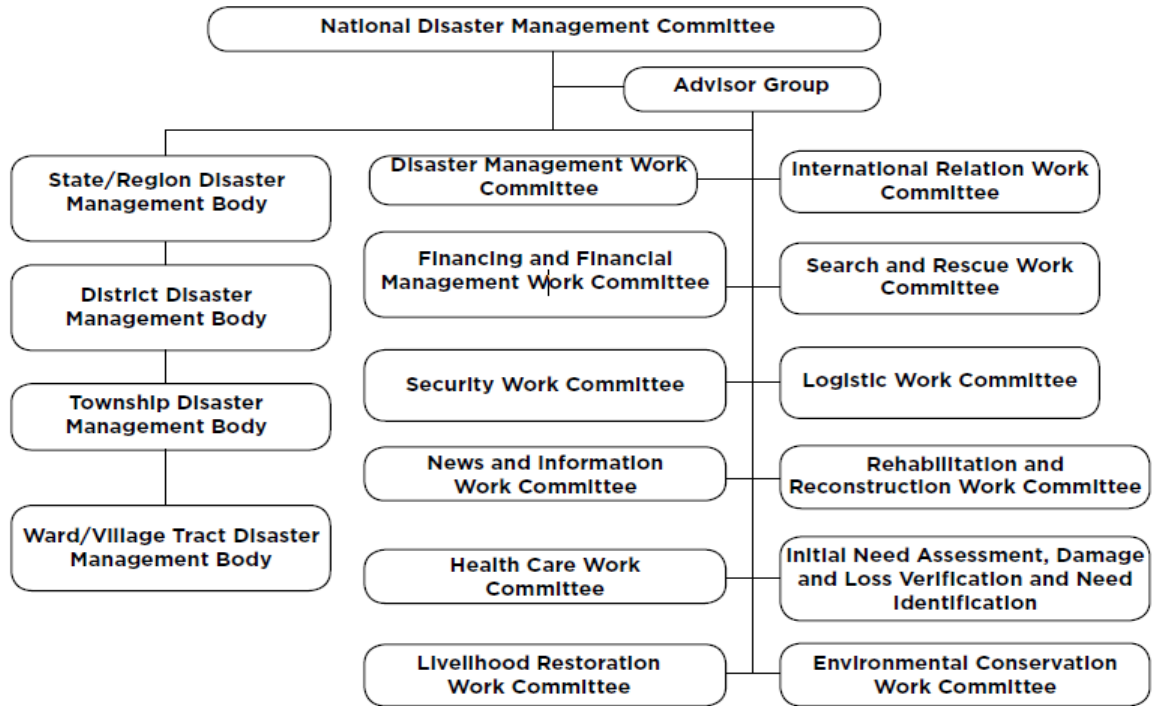 National Disaster Management Committee
Advisor Group
State/Region Disaster
Management Body
District Disaster
Management Body
Township Disaster
Management Body
Ward/Village Tract Disaster
Management Body
Disaster Management Work
Committee
International Relation Work
Committee
Financing and Financial
Management Work Committee
Search and Rescue Work
Committee
Security Work Committee
Logistic Work Committee
News and Information
Work Committee
Rehabilitation and
Reconstruction Work Committee
Health Care Work
Committee
Initial Need Assessment, Damage
and Loss Verification and Need
Identification
Livelihood Restoration
Work Committee
Environmental Conservation
Work Committee